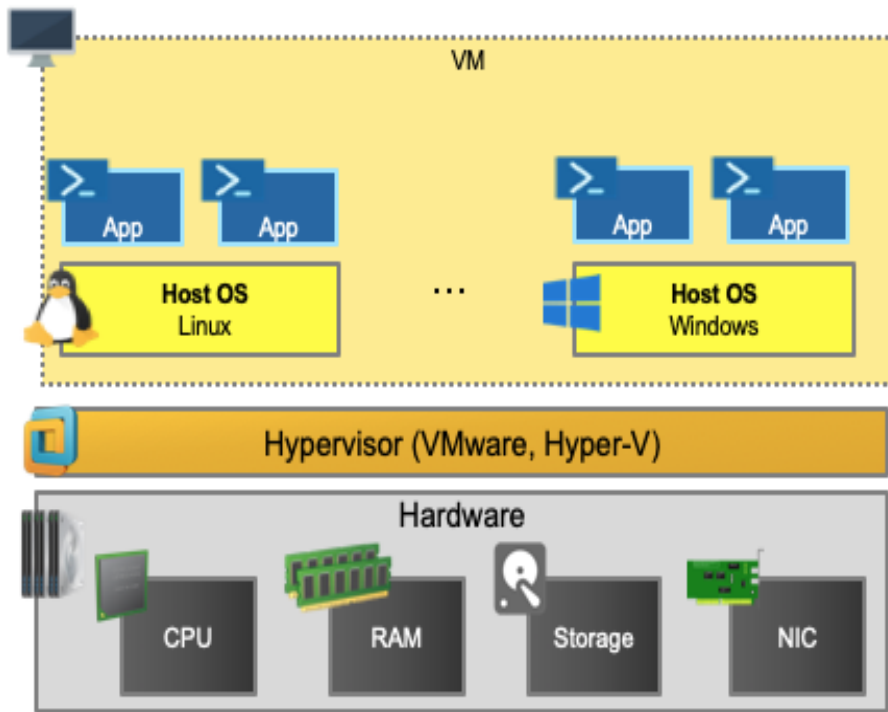 VM
App
App
App
App
Host OS
Linux
...
Host OS
Windows
Hypervisor (VMware, Hyper-V)
Hardware
CPU
RAM
Storage
NIC